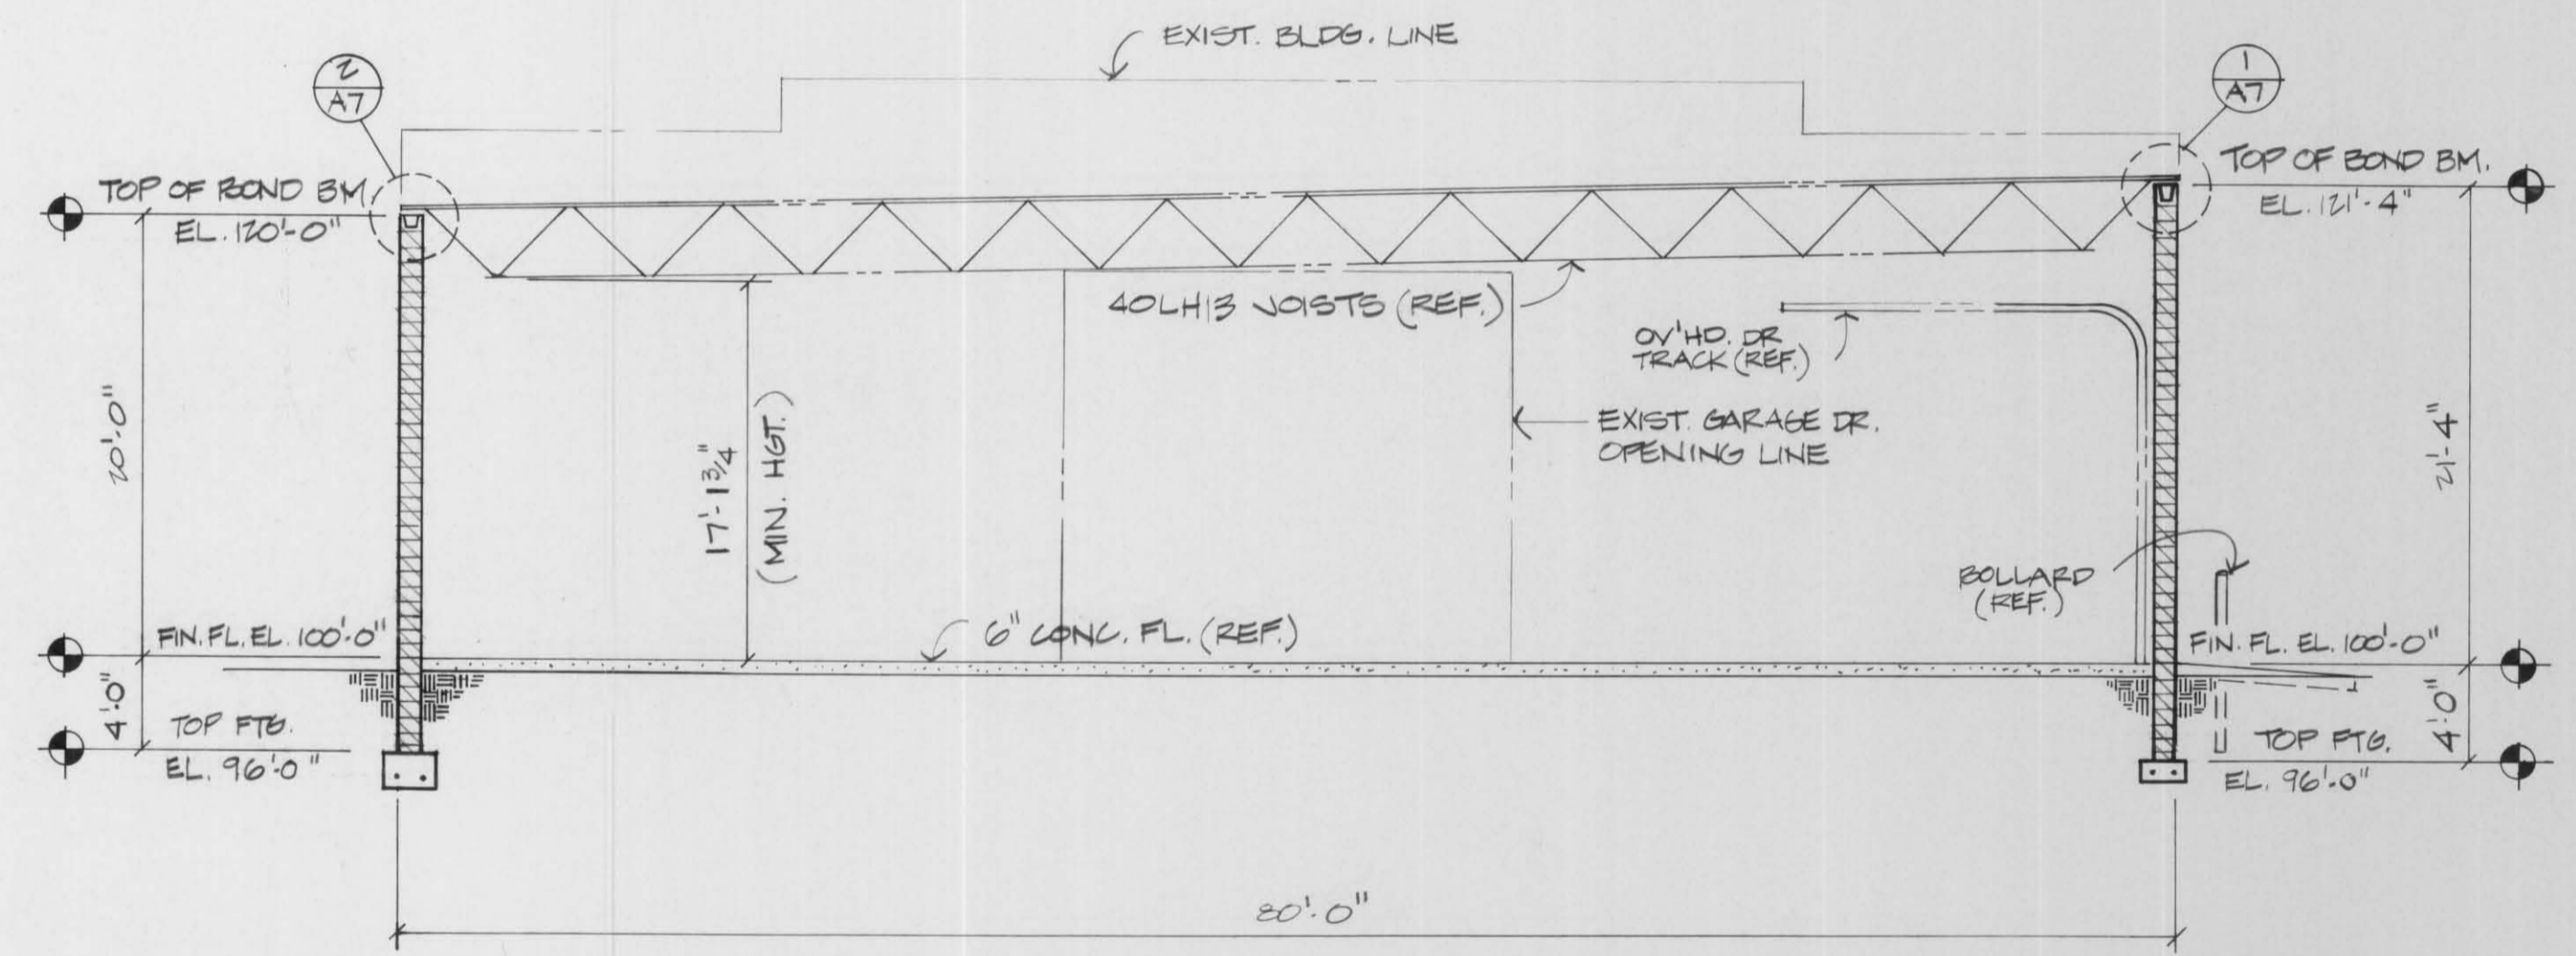 EXIST. BLDG. LINE
2
A7
1
A7
TOP OF BOND BM.
EL. 120'-0"
TOP OF BOND BM.
EL. 121'-4"
40LH13 JOISTS (REF.)
OV'HD. DR
TRACK (REF.)
20'-0"
17'-1 3/4"
(MIN. HGT.)
EXIST. GARAGE DR.
OPENING LINE
21'-4"
BOLLARD
(REF.)
FIN. FL. EL. 100'-0"
6" CONC. FL. (REF.)
FIN. FL. EL. 100'-0"
4'-0"
TOP FTG.
EL. 96'-0"
TOP FTG.
EL. 96'-0"
4'-0"
80'-0"